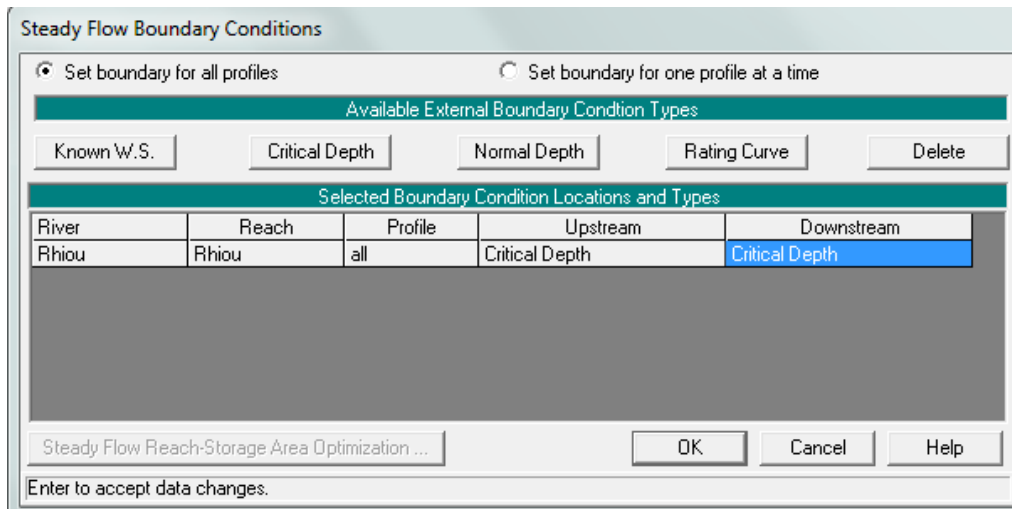 Steady Flow Boundary Conditions
Set boundary for all profiles Set boundary for one profile at a time
Available External Boundary Condtion Types
Known W.S. Critical Depth Normal Depth Rating Curve Delete
Selected Boundary Condition Locations and Types
River Reach Profile Upstream Downstream
Rhiou Rhiou all Critical Depth Critical Depth
Steady Flow Reach-Storage Area Optimization ... OK Cancel Help
Enter to accept data changes.